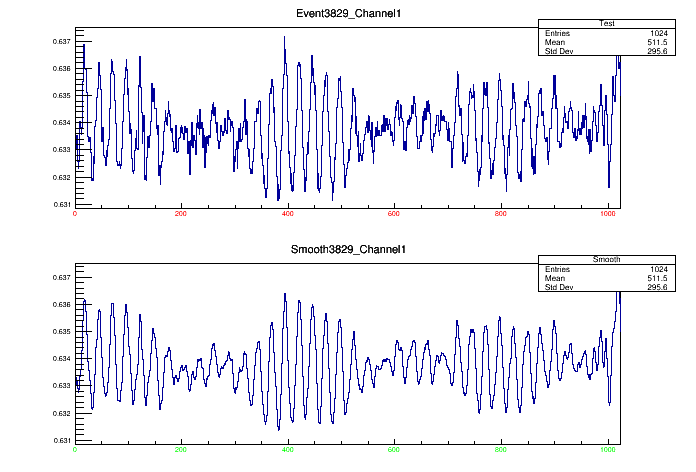 Event3829_Channel1
Test
Entries 1024
Mean 511.5
Std Dev 295.6
0.637
0.636
0.635
0.634
0.633
0.632
0.631
0 200 400 600 800 1000
Smooth3829_Channel1
Smooth
Entries 1024
Mean 511.5
Std Dev 295.6
0.637
0.636
0.635
0.634
0.633
0.632
0.631
0 200 400 600 800 1000